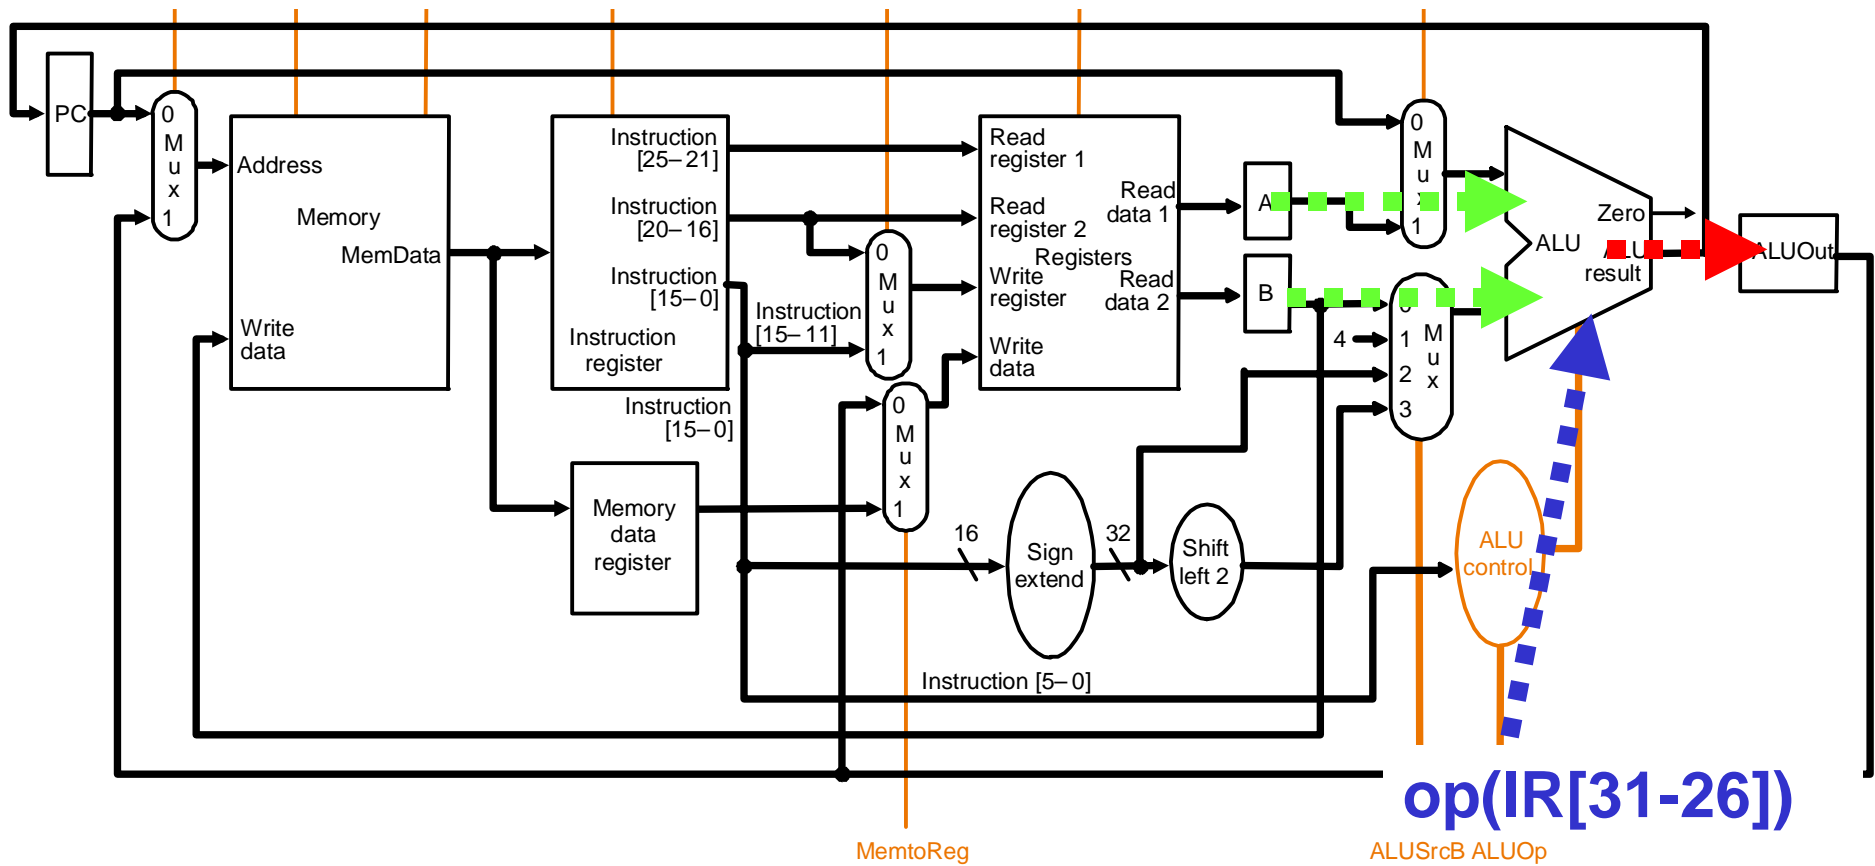 PC
0
M
u
x
1
Address
Memory
MemData
Write
data
Instruction
[25–21]
Instruction
[20–16]
Instruction
[15–0]
Instruction
register
Instruction
[15–0]
Memory
data
register
Instruction
[15–11]
0
M
u
x
1
0
M
u
x
1
Read
register 1
Read
register 2
Registers
Write
register
Write
data
Read
data 1
Read
data 2
16
Sign
extend
32
Shift
left 2
Instruction [5–0]
A
B
4
0
M
u
x
1
0
1
2
3
M
u
x
Zero
ALU
ALU
result
ALUOut
ALU
control
op(IR[31-26])
MemtoReg
ALUSrcB ALUOp